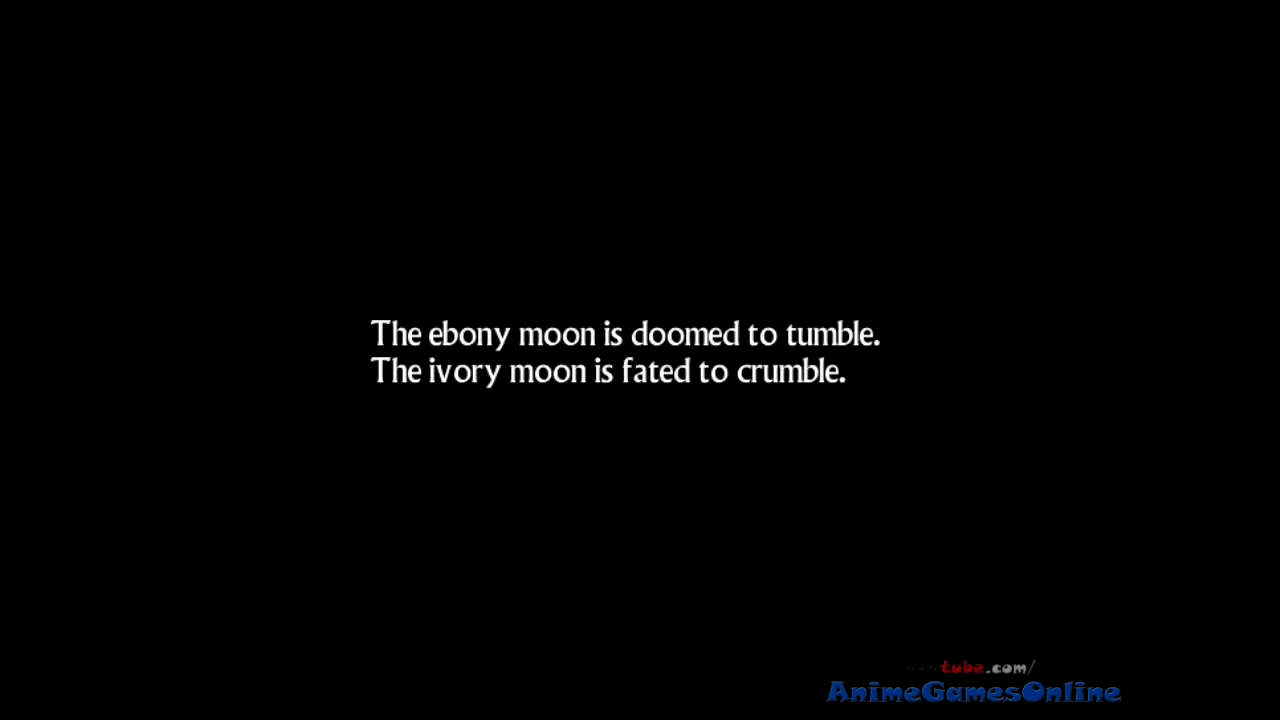 The ebony moon is doomed to tumble.
The ivory moon is fated to crumble.
tube.com/
AnimeGamesOnline